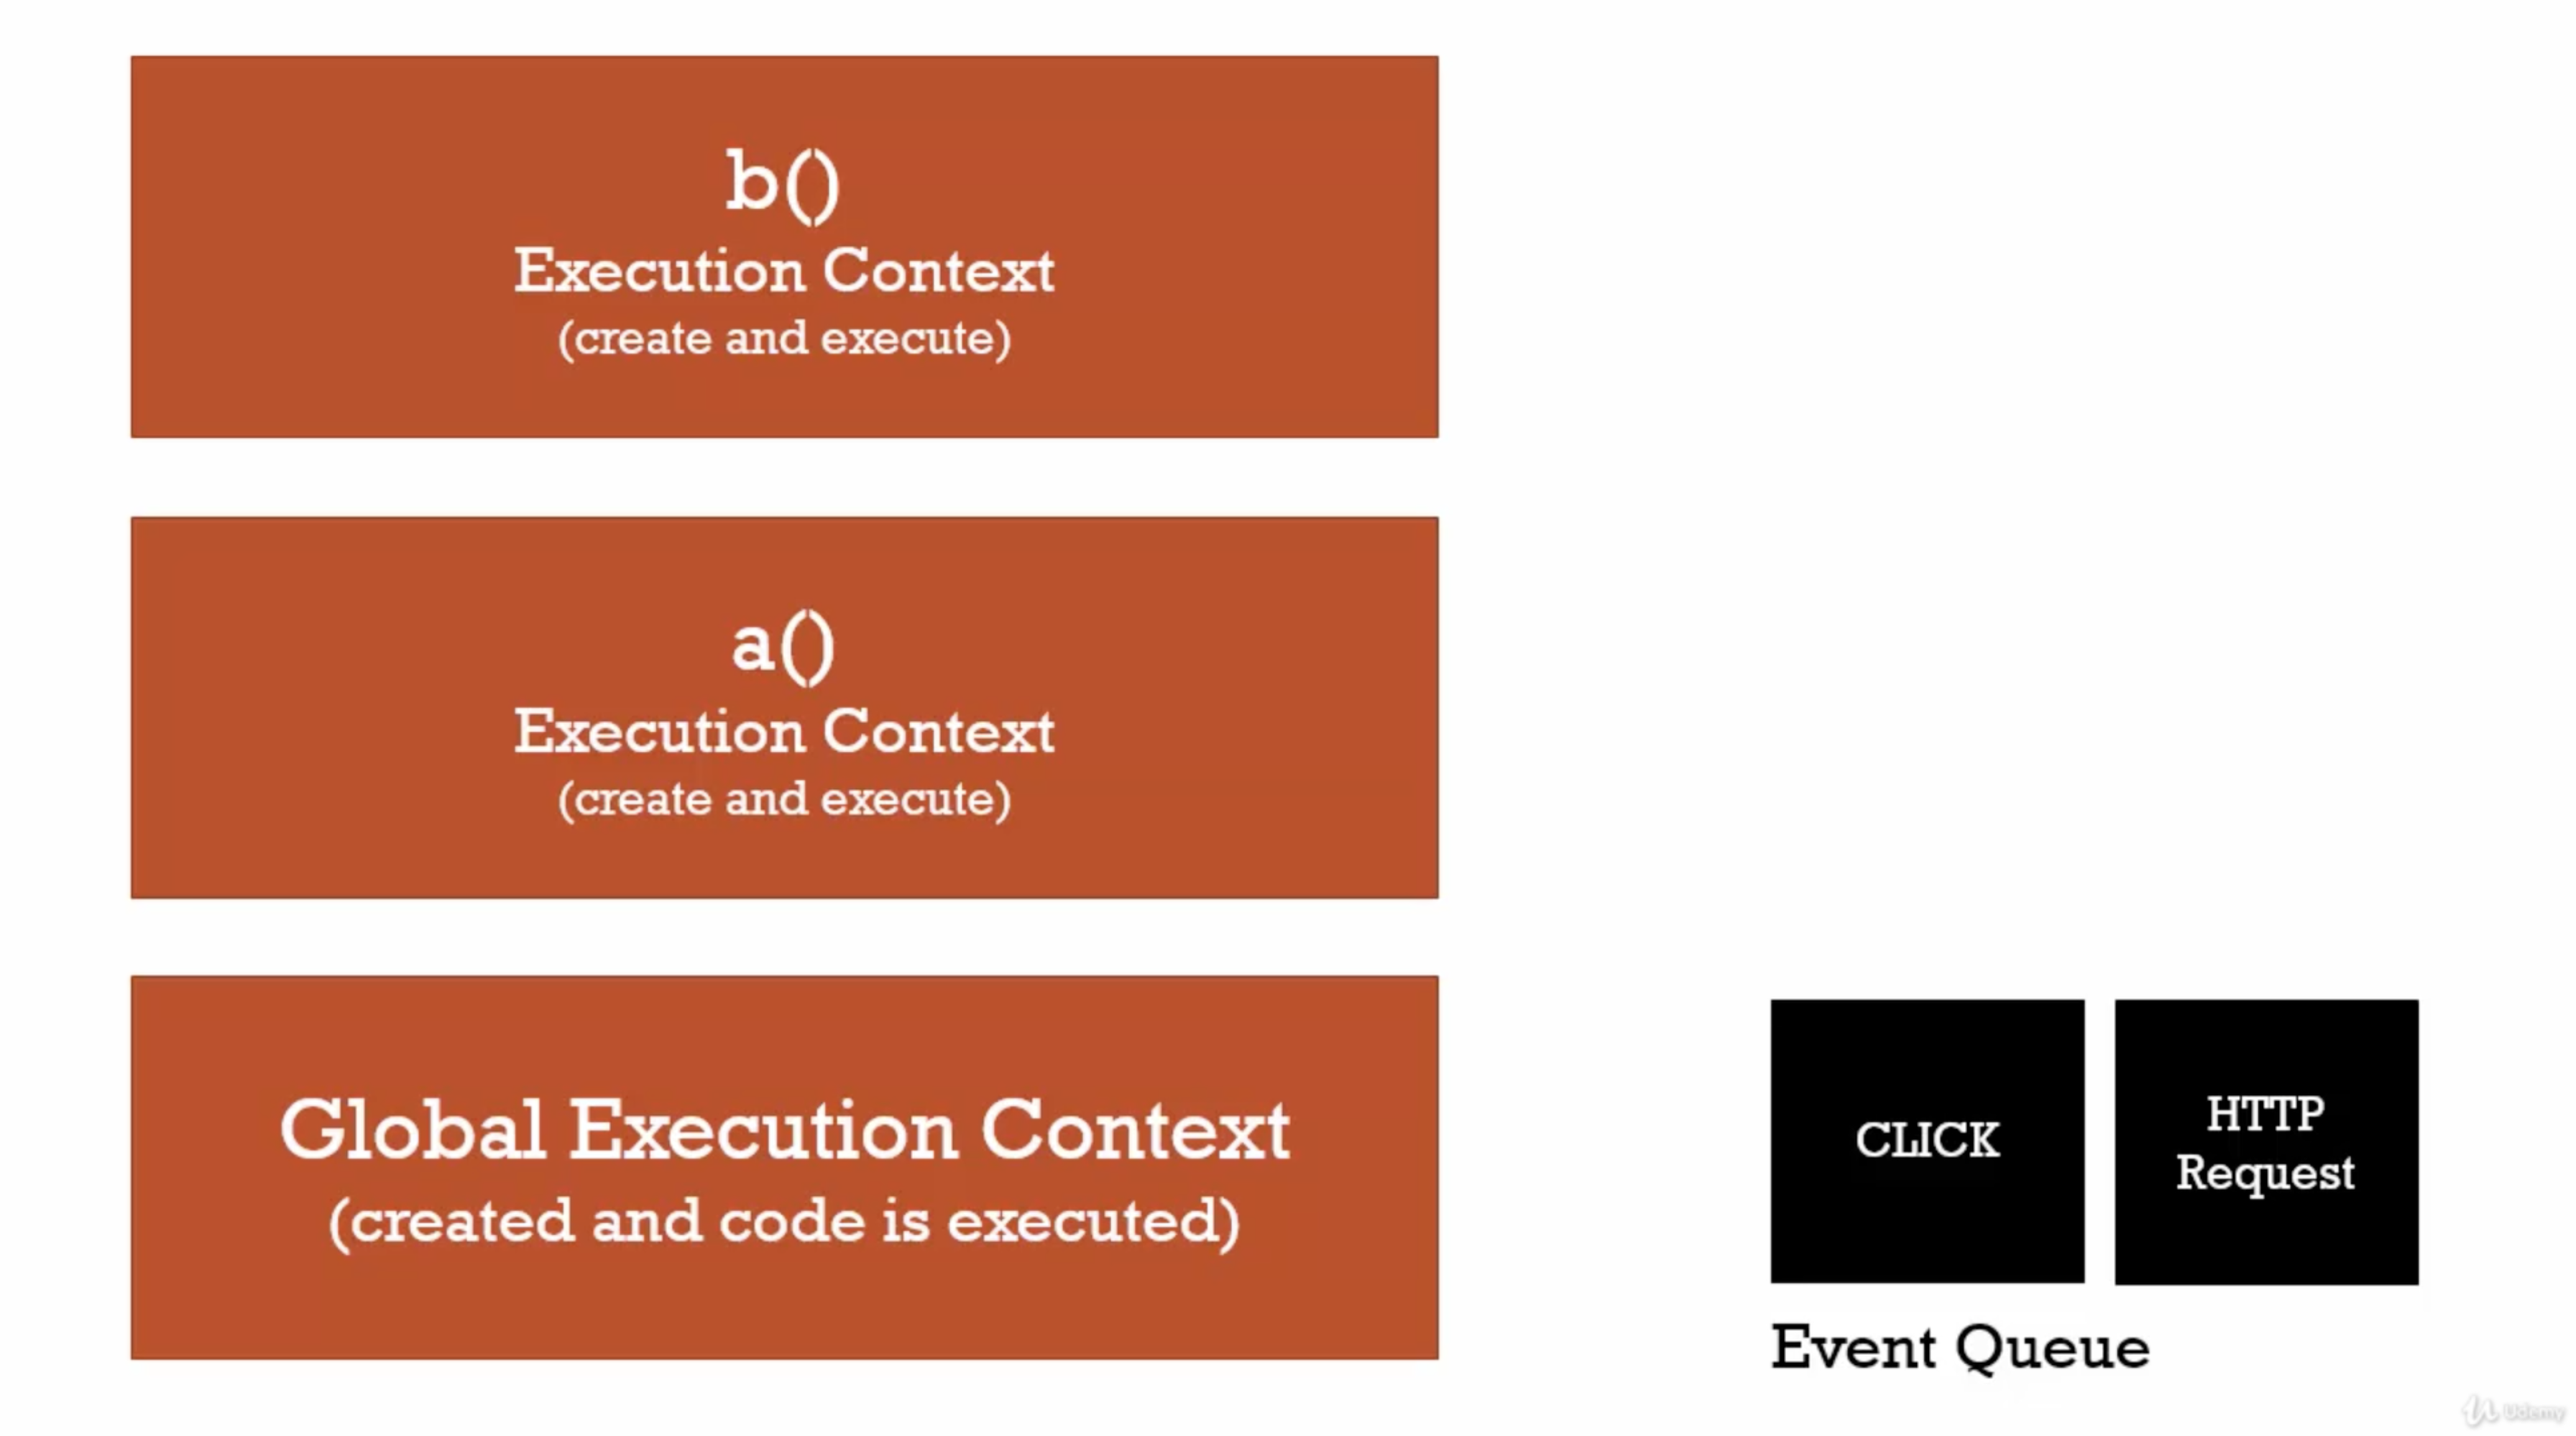 b()
Execution Context
(create and execute)
a()
Execution Context
(create and execute)
Global Execution Context
(created and code is executed)
CLICK
HTTP
Request
Event Queue
Udemy